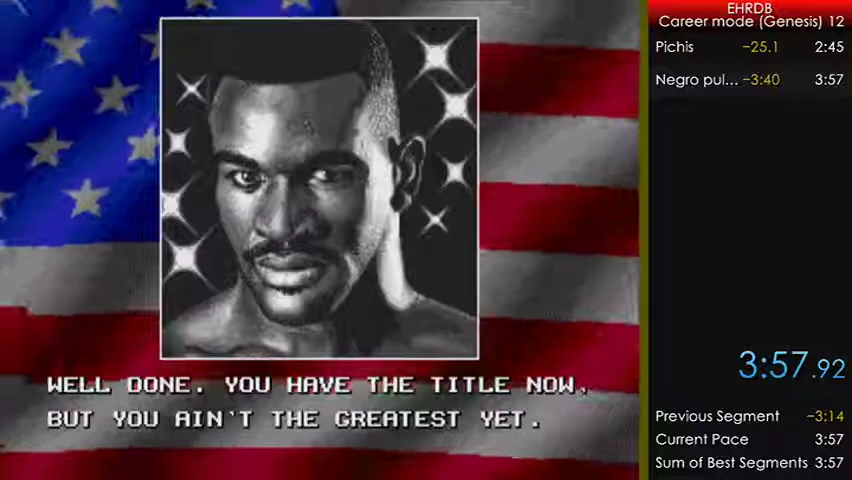 EHRDB
Career mode (Genesis) 12
Pichis −25.1 2:45
Negro pul... −3:40 3:57
WELL DONE. YOU HAVE THE TITLE NOW,
BUT YOU AIN'T THE GREATEST YET.
3:57.92
Previous Segment −3:14
Current Pace 3:57
Sum of Best Segments 3:57